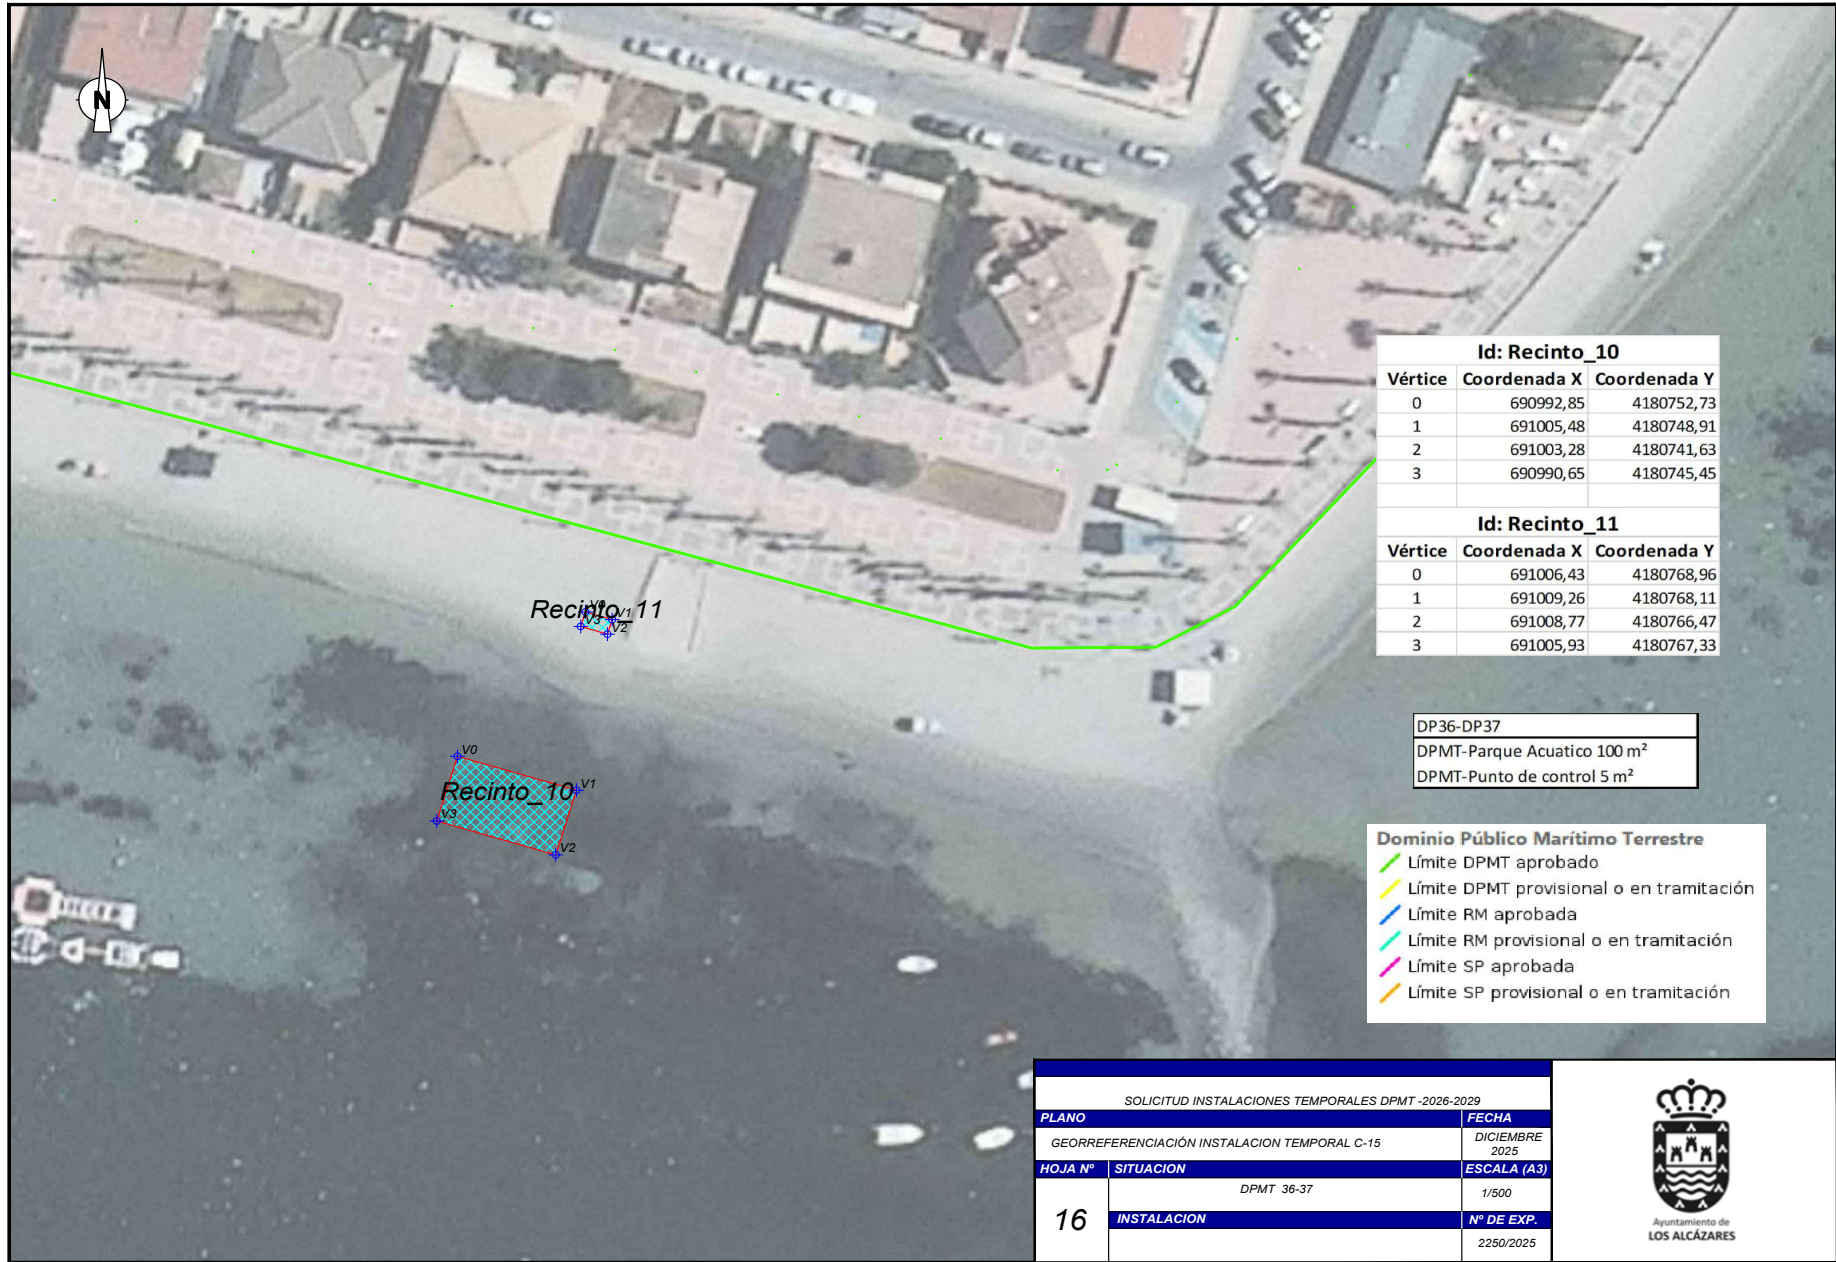 N
Id: Recinto_10
Vértice Coordenada X Coordenada Y
0 690992,85 4180752,73
1 691005,48 4180748,91
2 691003,28 4180741,63
3 690990,65 4180745,45
Id: Recinto_11
Vértice Coordenada X Coordenada Y
0 691006,43 4180768,96
1 691009,26 4180768,11
2 691008,77 4180766,47
3 691005,93 4180767,33
Recinto_11
V0
V1
V3
V2
DP36-DP37
DPMT-Parque Acuatico 100 m²
DPMT-Punto de control 5 m²
V0
Recinto_10
V1
V3
V2
Dominio Público Marítimo Terrestre
Límite DPMT aprobado
Límite DPMT provisional o en tramitación
Límite RM aprobada
Límite RM provisional o en tramitación
Límite SP aprobada
Límite SP provisional o en tramitación
SOLICITUD INSTALACIONES TEMPORALES DPMT -2026-2029
PLANO FECHA
GEORREFERENCIACIÓN INSTALACION TEMPORAL C-15 DICIEMBRE
2025
HOJA Nº SITUACION ESCALA (A3)
DPMT 36-37 1/500
16 INSTALACION Nº DE EXP.
2250/2025
Ayuntamiento de
LOS ALCÁZARES